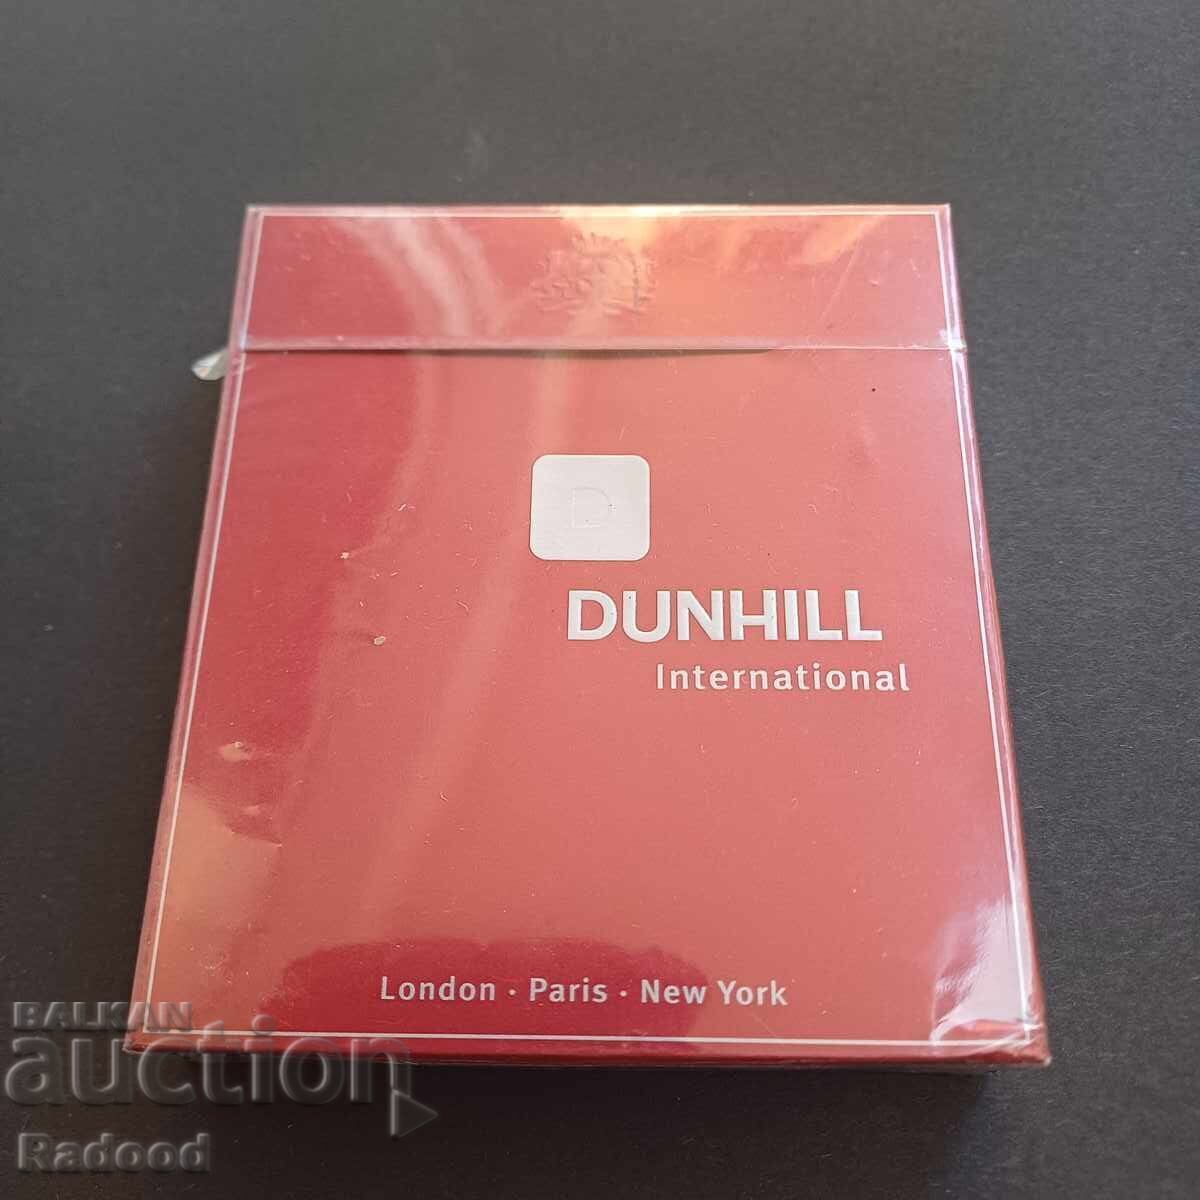 D
DUNHILL
International
London · Paris · New York
BALKAN
auction
Radood